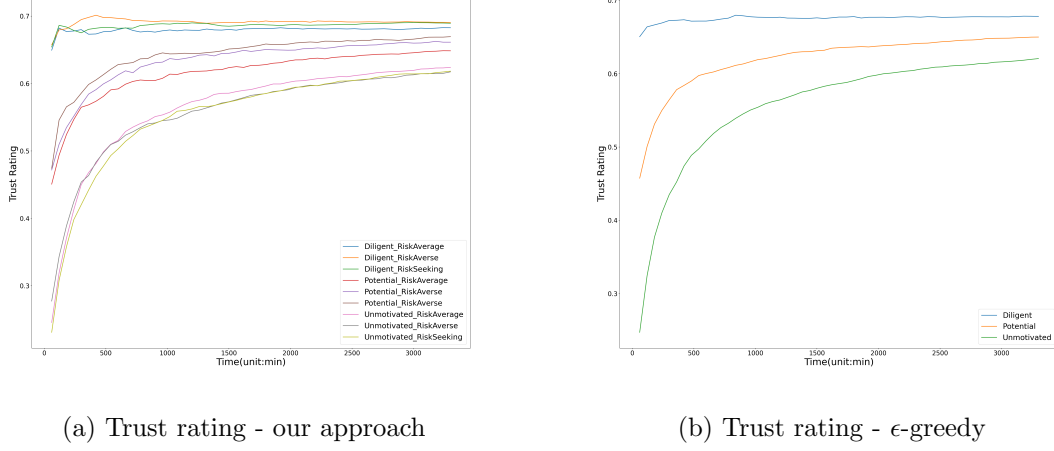 0.7
0.6
0.5
0.4
0.3
Trust Rating
0 500 1000 1500 2000 2500 3000
Time(unit:min)
Diligent_RiskAverage
Diligent_RiskAverse
Diligent_RiskSeeking
Potential_RiskAverage
Potential_RiskAverse
Potential_RiskAverse
Unmotivated_RiskAverage
Unmotivated_RiskAverse
Unmotivated_RiskSeeking
(a) Trust rating - our approach
0.7
0.6
0.5
0.4
0.3
Trust Rating
0 500 1000 1500 2000 2500 3000
Time(unit:min)
Diligent
Potential
Unmotivated
(b) Trust rating - ϵ-greedy